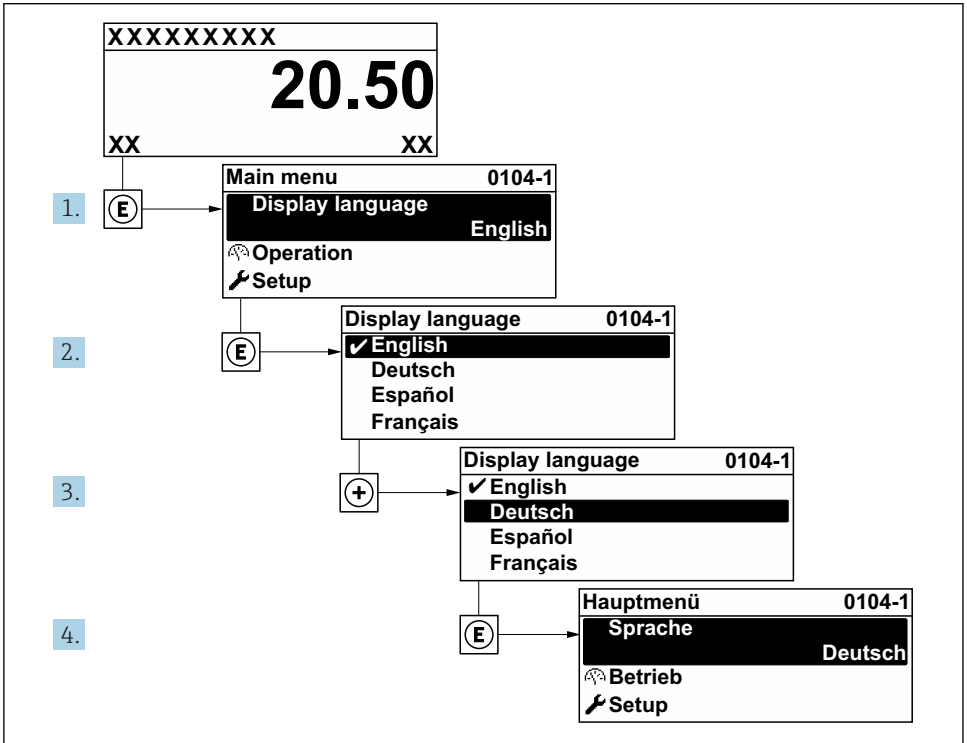 XXXXXXXXX
20.50
XX XX
1. E
Main menu 0104-1
Display language
English
Operation
Setup
2. E
Display language 0104-1
✔English
Deutsch
Español
Français
3. +
Display language 0104-1
✔English
Deutsch
Español
Français
4. E
Hauptmenü 0104-1
Sprache
Deutsch
Betrieb
Setup